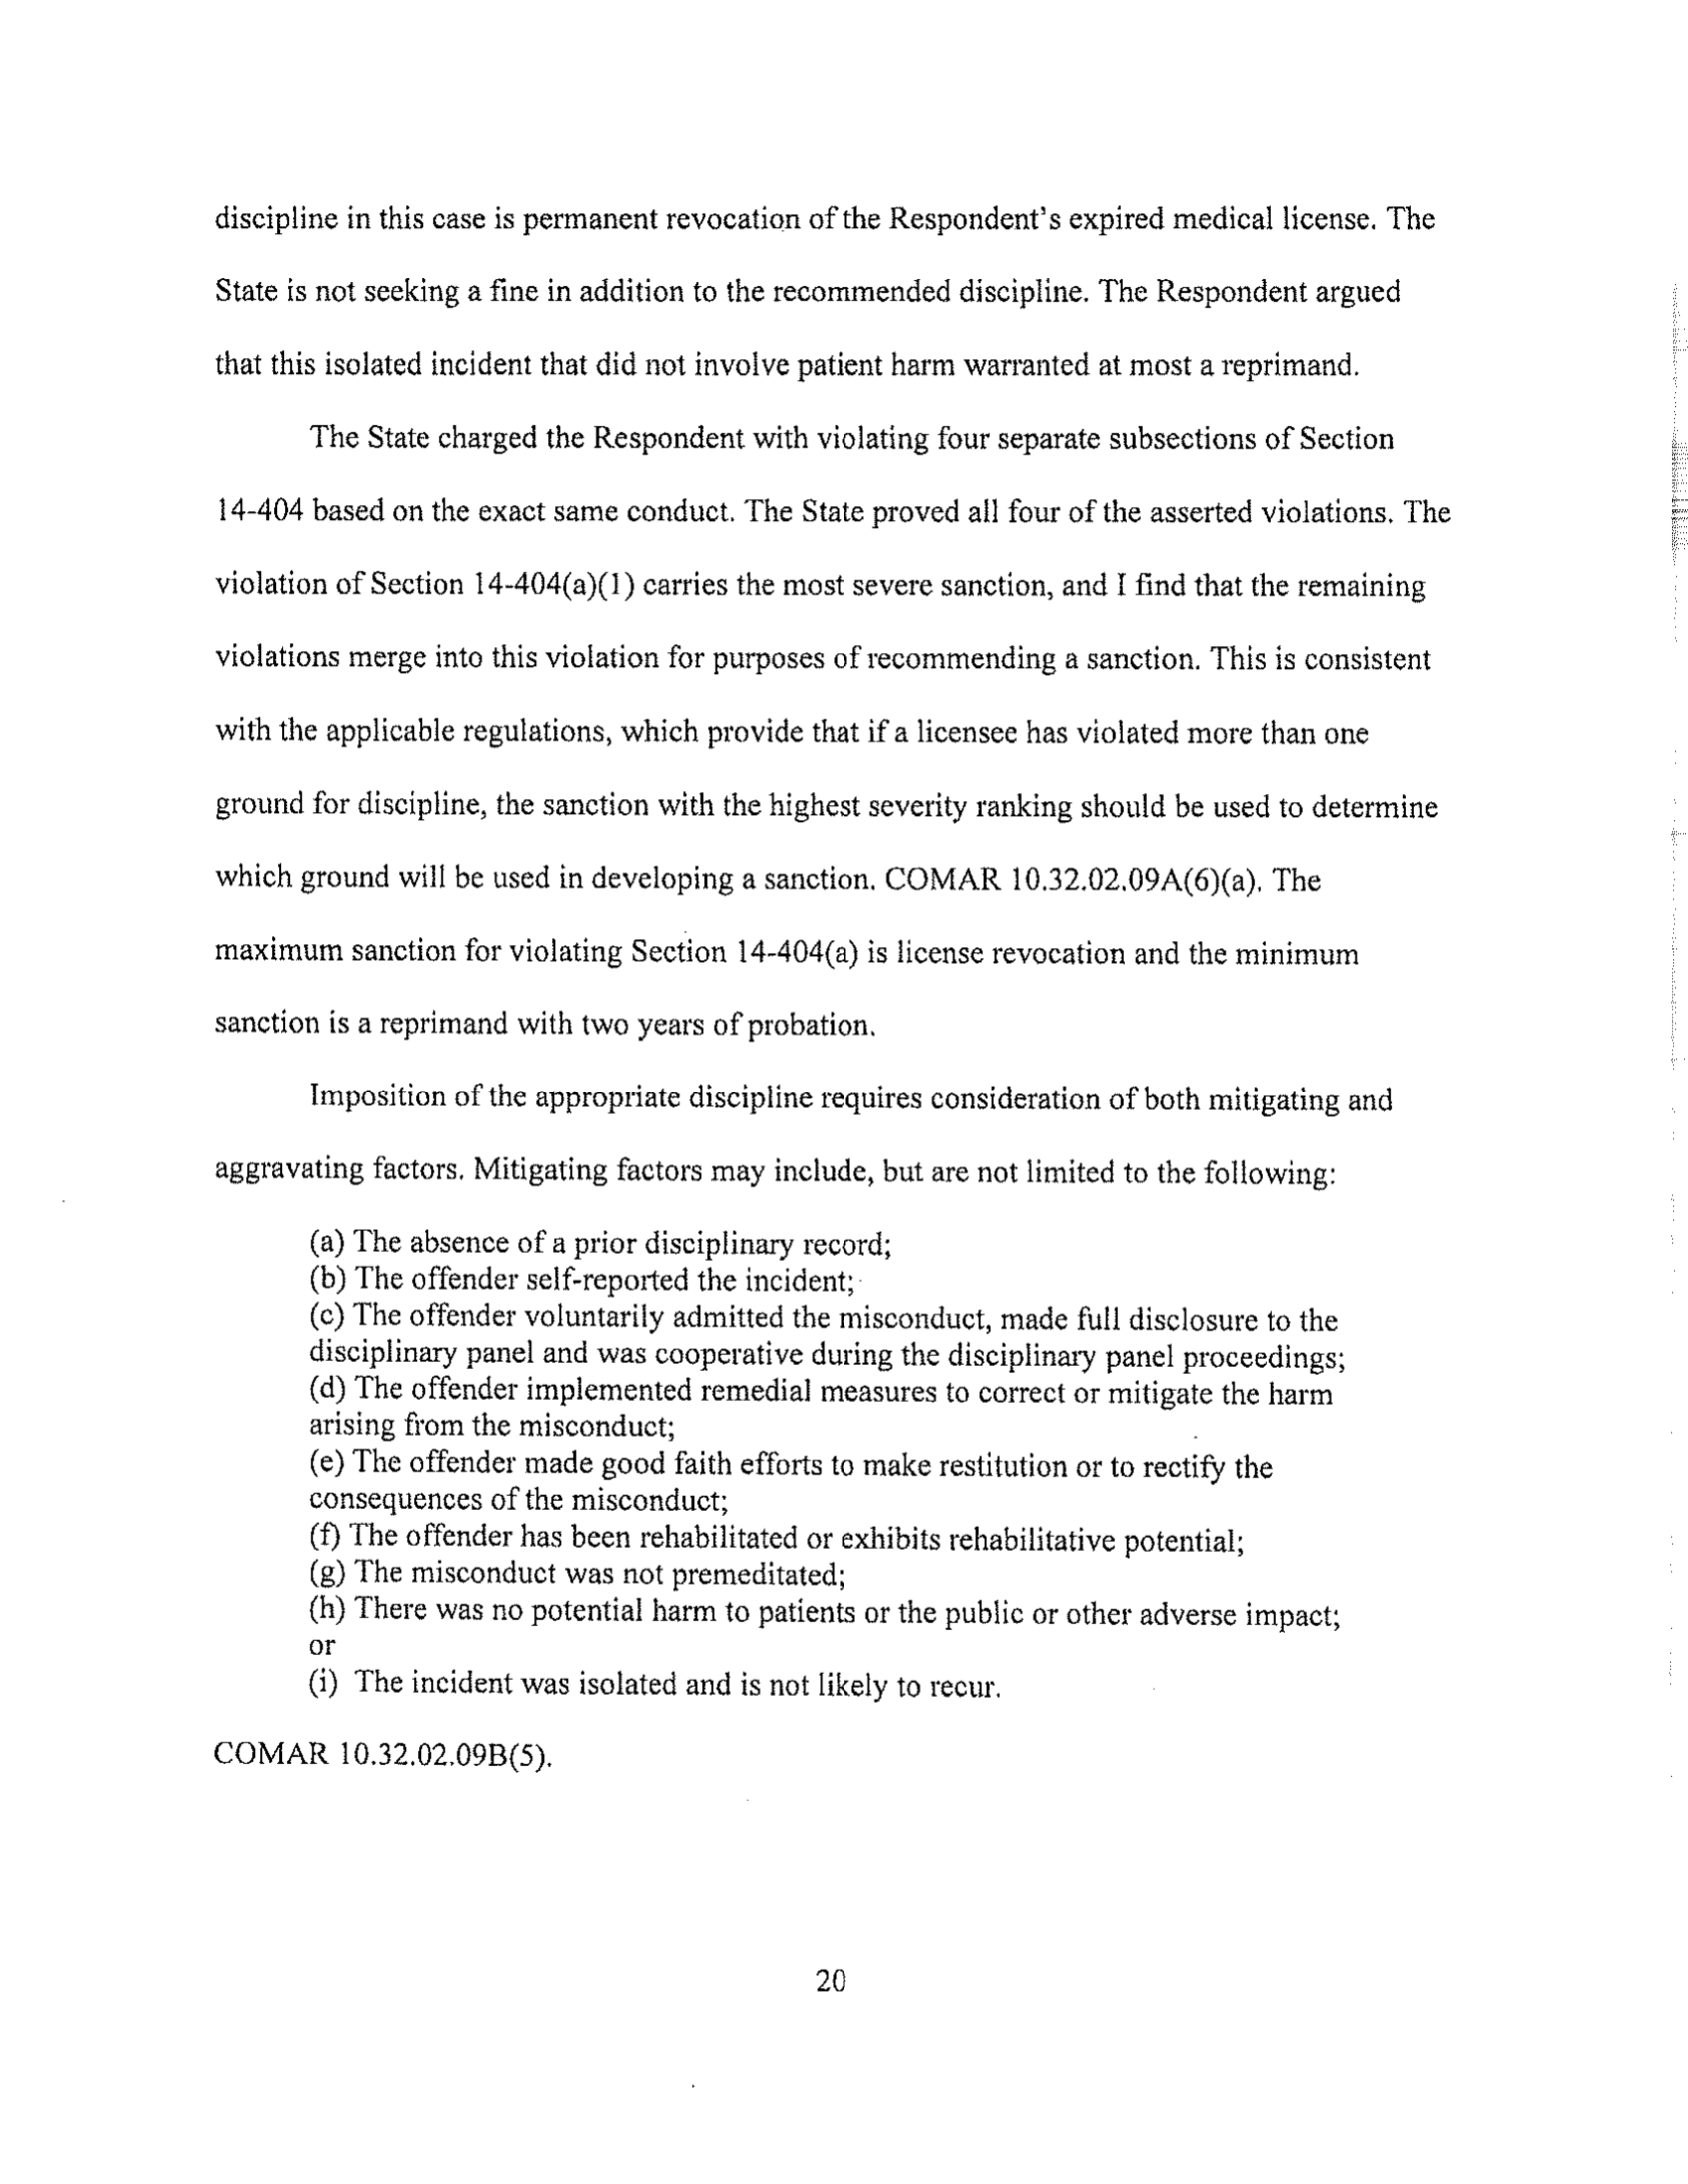 discipline in this case is permanent revocation of the Respondent's expired medical license. The
State is not seeking a fine in addition to the recommended discipline. The Respondent argued
that this isolated incident that did not involve patient harm warranted at most a reprimand.
The State charged the Respondent with violating four separate subsections of Section
14-404 based on the exact same conduct. The State proved all four of the asserted violations. The
violation of Section 14-404(a)(1) carries the most severe sanction, and I find that the remaining
violations merge into this violation for purposes of recommending a sanction. This is consistent
with the applicable regulations, which provide that if a licensee has violated more than one
ground for discipline, the sanction with the highest severity ranking should be used to determine
which ground will be used in developing a sanction. COMAR 10.32.02.09A(6)(a). The
maximum sanction for violating Section 14-404(a) is license revocation and the minimum
sanction is a reprimand with two years of probation.
Imposition of the appropriate discipline requires consideration of both mitigating and
aggravating factors. Mitigating factors may include, but are not limited to the following:
(a) The absence of a prior disciplinary record;
(b) The offender self-reported the incident;
(c) The offender voluntarily admitted the misconduct, made full disclosure to the
disciplinary panel and was cooperative during the disciplinary panel proceedings;
(d) The offender implemented remedial measures to correct or mitigate the harm
arising from the misconduct;
(e) The offender made good faith efforts to make restitution or to rectify the
consequences of the misconduct;
(f) The offender has been rehabilitated or exhibits rehabilitative potential;
(g) The misconduct was not premeditated;
(h) There was no potential harm to patients or the public or other adverse impact;
or
(i) The incident was isolated and is not likely to recur.
COMAR 10.32.02.09B(5).
20